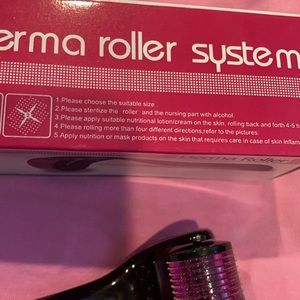 erma roller system
1.Please choose the suitable size
2.Please sterilize the roller and the nursing part with alcohol.
3.Please apply suitable nutritional lotion/cream on the skin, rolling back and forth 4-5
4.Please rolling more than four different directions,refer to the pictures.
5.Apply nutrition or mask products on the skin that requires care in case of skin
erma Roller